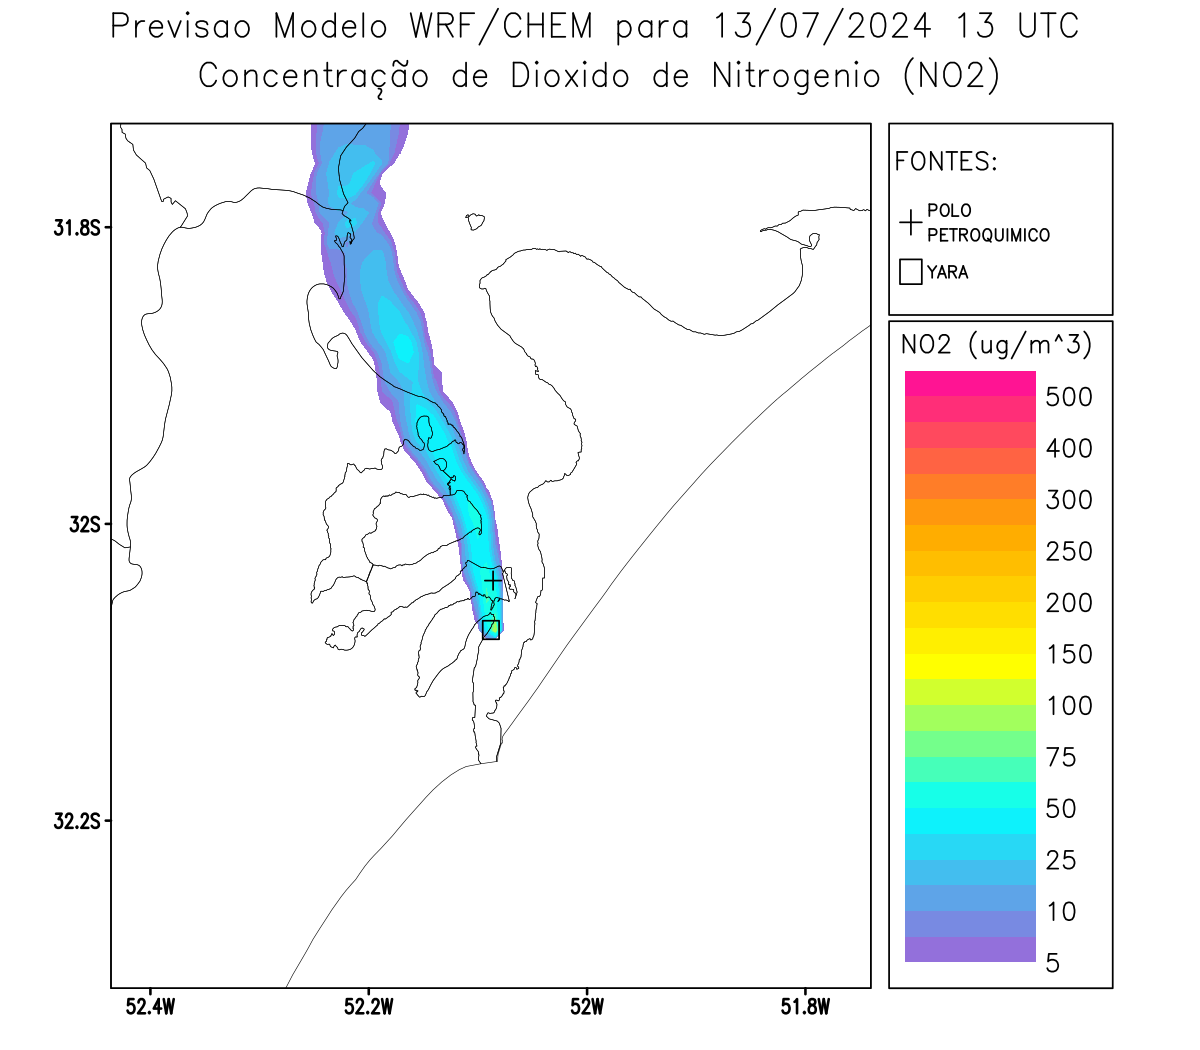 Previsao Modelo WRF/CHEM para 13/07/2024 13 UTC
Concentração de Dioxido de Nitrogenio (NO2)
FONTES:
POLO
PETROQUIMICO
YARA
NO2 (ug/m^3)
500
400
300
250
200
150
100
75
50
25
10
5
31.8S
32S
32.2S
52.4W
52.2W
52W
51.8W